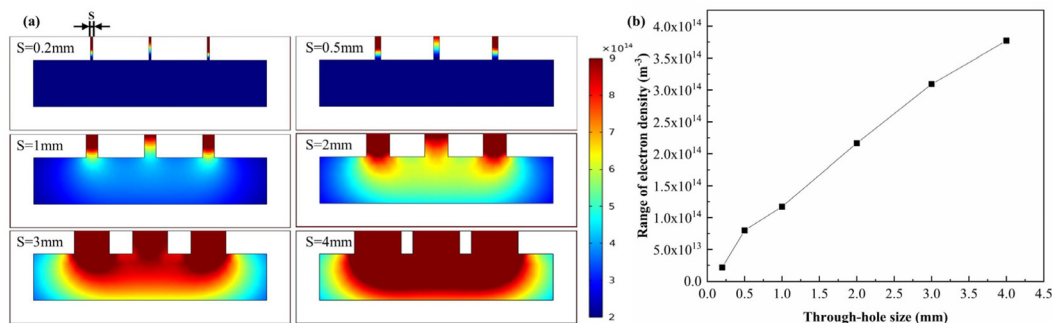 (a)
S
S=0.2mm
S=0.5mm
S=1mm
S=2mm
S=3mm
S=4mm
×10¹⁴
9
8
7
6
5
4
3
2
(b)
Range of electron density (m⁻³)
4.0x10¹⁴
3.5x10¹⁴
3.0x10¹⁴
2.5x10¹⁴
2.0x10¹⁴
1.5x10¹⁴
1.0x10¹⁴
5.0x10¹³
0.0
0.0 0.5 1.0 1.5 2.0 2.5 3.0 3.5 4.0 4.5
Through-hole size (mm)